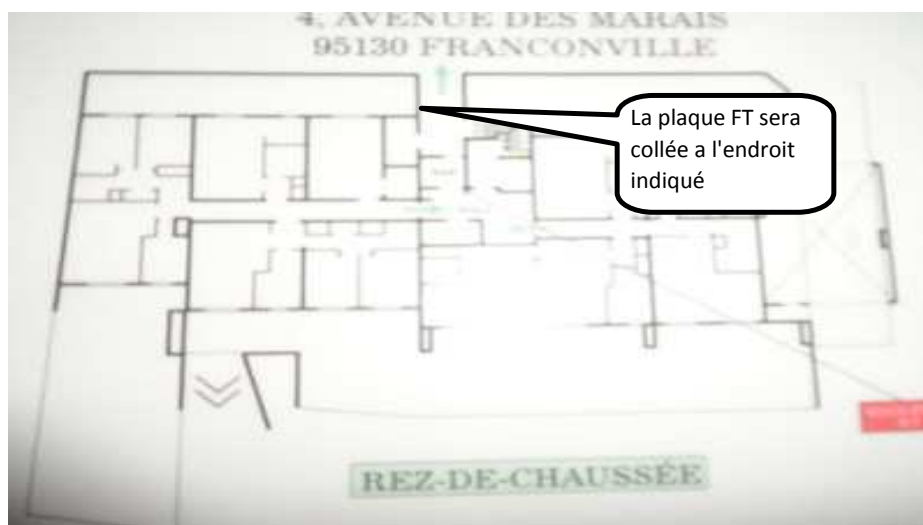 4, AVENUE DES MARAIS
95130 FRANCONVILLE
La plaque FT sera
collée a l'endroit
indiqué
REZ-DE-CHAUSSÉE